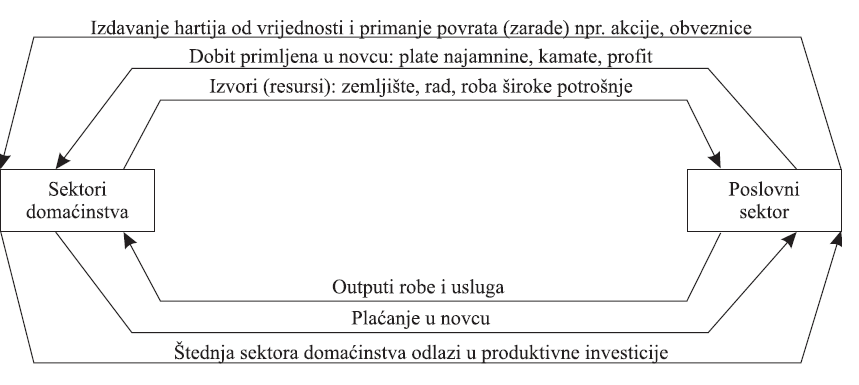 Izdavanje hartija od vrijednosti i primanje povrata (zarade) npr. akcije, obveznice
Dobit primljena u novcu: plate najamnine, kamate, profit
Izvori (resursi): zemljište, rad, roba široke potrošnje
Sektori
domaćinstva
Poslovni
sektor
Outputi robe i usluga
Plaćanje u novcu
Štednja sektora domaćinstva odlazi u produktivne investicije